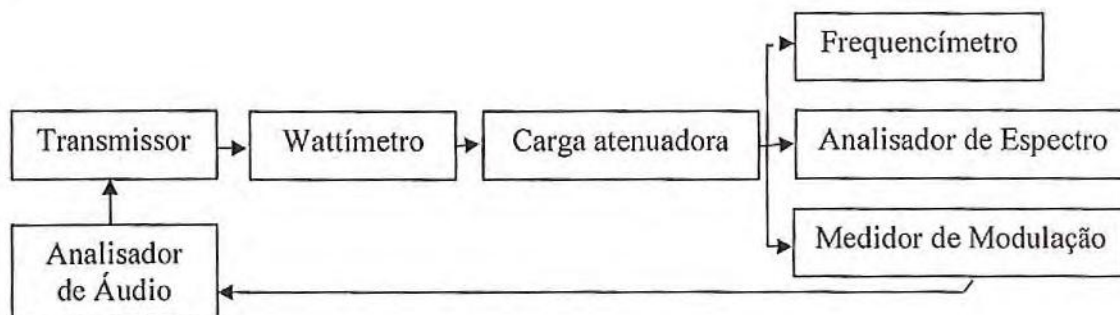 Frequencímetro
Transmissor
Wattímetro
Carga atenuadora
Analisador de Espectro
Analisador
de Áudio
Medidor de Modulação